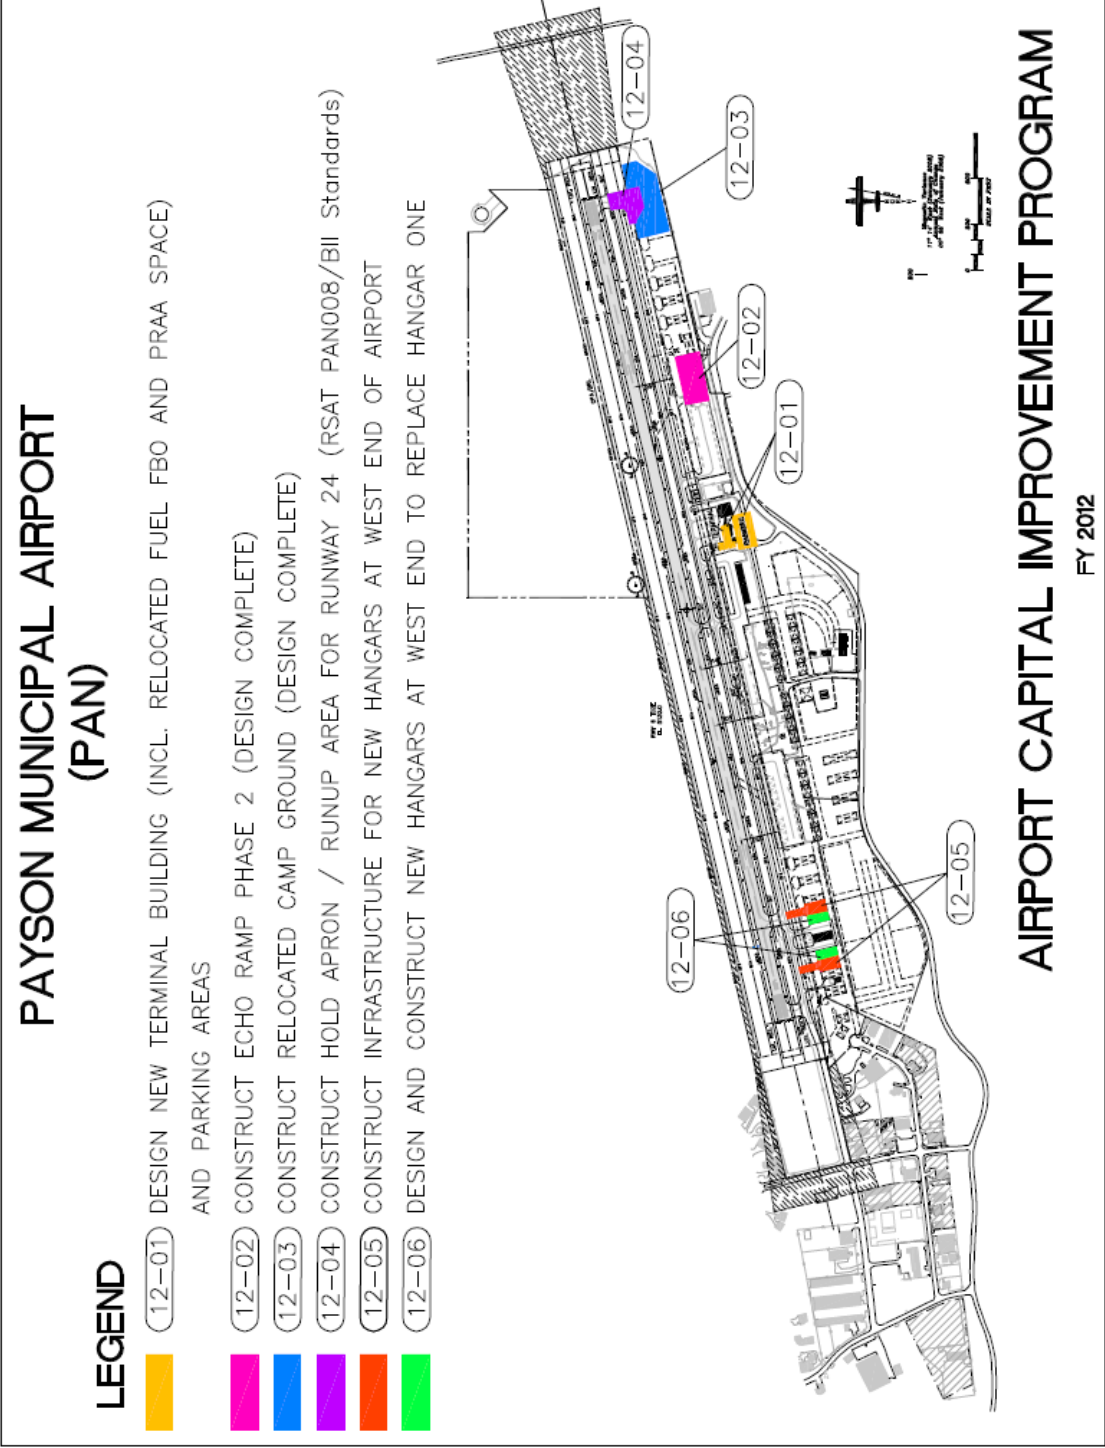 PAYSON MUNICIPAL AIRPORT
(PAN)
LEGEND
12-01 DESIGN NEW TERMINAL BUILDING (INCL. RELOCATED FUEL FBO AND PRAA SPACE)
AND PARKING AREAS
12-02 CONSTRUCT ECHO RAMP PHASE 2 (DESIGN COMPLETE)
12-03 CONSTRUCT RELOCATED CAMP GROUND (DESIGN COMPLETE)
12-04 CONSTRUCT HOLD APRON / RUNUP AREA FOR RUNWAY 24 (RSAT PAN008/BII Standards)
12-05 CONSTRUCT INFRASTRUCTURE FOR NEW HANGARS AT WEST END OF AIRPORT
12-06 DESIGN AND CONSTRUCT NEW HANGARS AT WEST END TO REPLACE HANGAR ONE
12-04
12-03
12-02
12-01
12-06
12-05
AIRPORT CAPITAL IMPROVEMENT PROGRAM
FY 2012